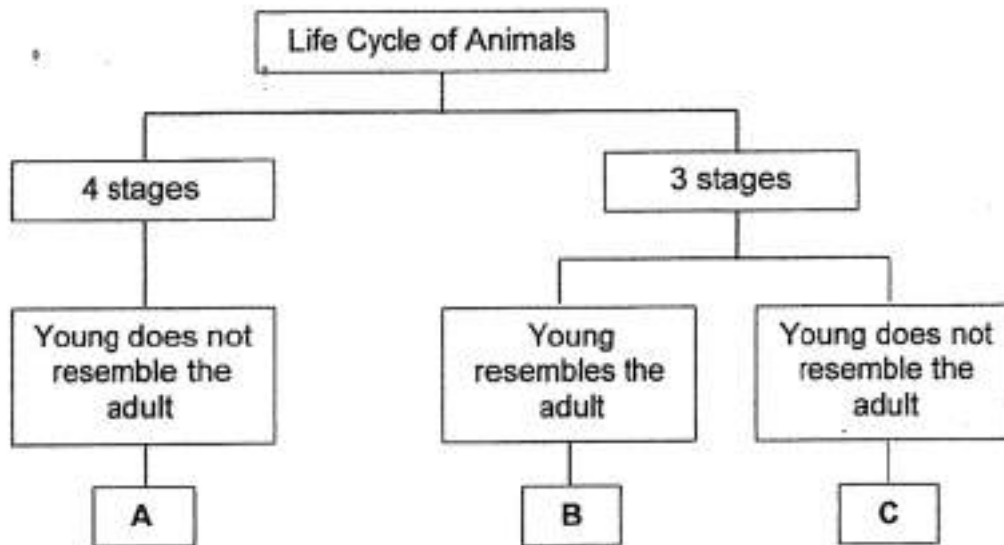 Life Cycle of Animals
4 stages
3 stages
Young does not
resemble the
adult
Young
resembles the
adult
Young does not
resemble the
adult
A
B
C